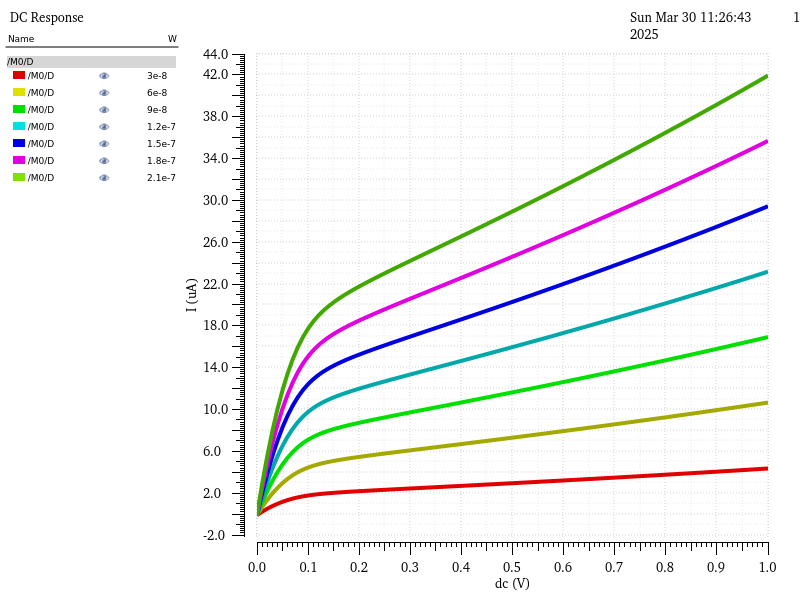 DC Response
Sun Mar 30 11:26:43 1
2025
Name W
/M0/D
/M0/D 3e-8
/M0/D 6e-8
/M0/D 9e-8
/M0/D 1.2e-7
/M0/D 1.5e-7
/M0/D 1.8e-7
/M0/D 2.1e-7
I (uA)
44.0
42.0
38.0
34.0
30.0
26.0
22.0
18.0
14.0
10.0
6.0
2.0
-2.0
0.0 0.1 0.2 0.3 0.4 0.5 0.6 0.7 0.8 0.9 1.0
dc (V)